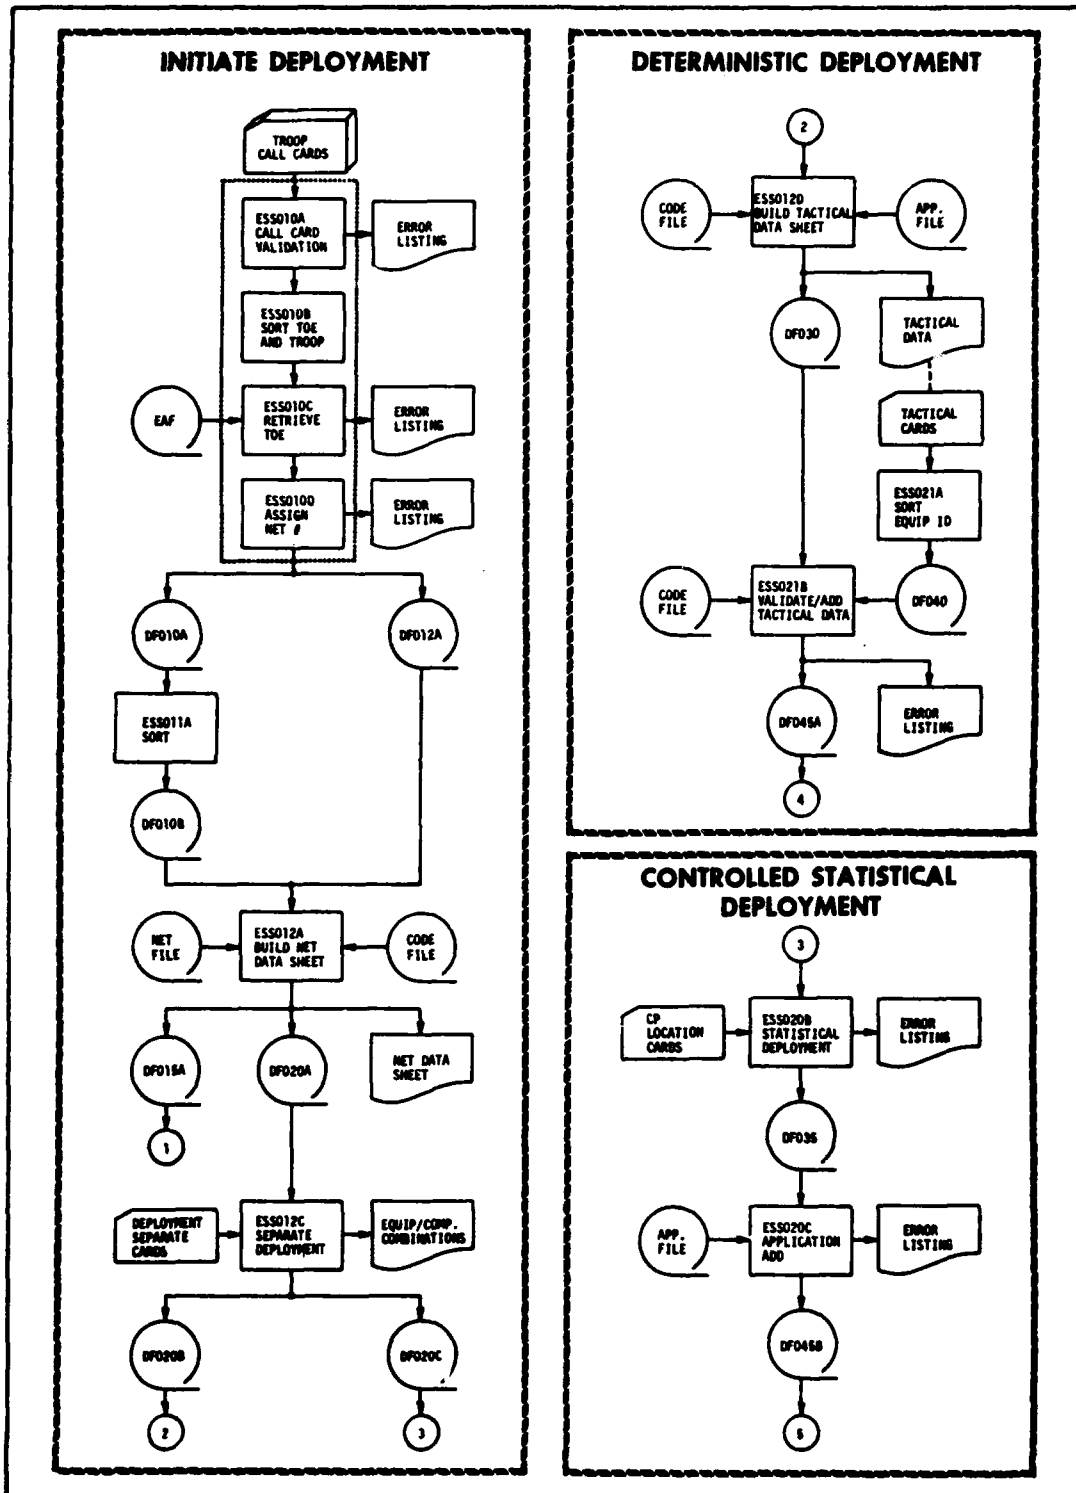 INITIATE DEPLOYMENT
TROOP
CALL CARDS
ESS010A
CALL CARD
VALIDATION
ERROR
LISTING
ESS010B
SORT TOE
AND TROOP
EAF
ESS010C
RETRIEVE
TOE
ERROR
LISTING
ESS010D
ASSIGN
NET #
ERROR
LISTING
DF010A
DF012A
ESS011A
SORT
DF010B
NET
FILE
ESS012A
BUILD NET
DATA SHEET
CODE
FILE
DF015A
DF020A
NET DATA
SHEET
1
DEPLOYMENT
SEPARATE
CARDS
ESS012C
SEPARATE
DEPLOYMENT
EQUIP/COMP.
COMBINATIONS
DF020B
DF020C
2
3
DETERMINISTIC DEPLOYMENT
2
CODE
FILE
ESS012D
BUILD TACTICAL
DATA SHEET
APP.
FILE
DF030
TACTICAL
DATA
TACTICAL
CARDS
ESS021A
SORT
EQUIP ID
CODE
FILE
ESS021B
VALIDATE/ADD
TACTICAL DATA
DF040
DF045A
ERROR
LISTING
4
CONTROLLED STATISTICAL
DEPLOYMENT
3
CP
LOCATION
CARDS
ESS020B
STATISTICAL
DEPLOYMENT
ERROR
LISTING
DF035
APP.
FILE
ESS020C
APPLICATION
ADD
ERROR
LISTING
DF045B
5